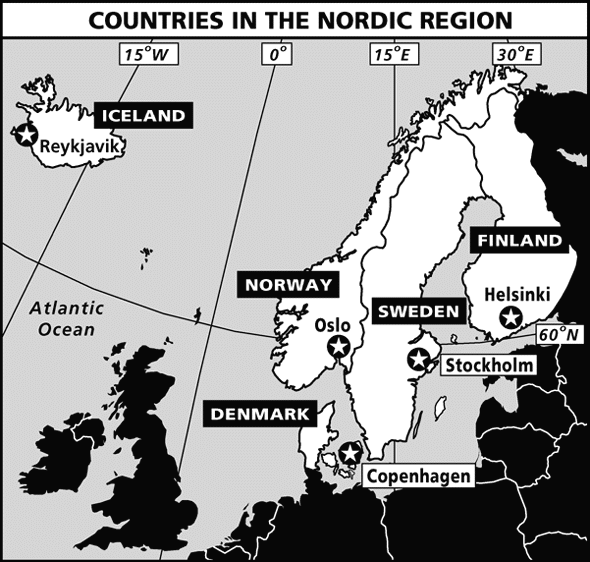 COUNTRIES IN THE NORDIC REGION
15°W
0°
15°E
30°E
ICELAND
Reykjavik
FINLAND
NORWAY
Helsinki
Atlantic
Ocean
SWEDEN
Oslo
60°N
Stockholm
DENMARK
Copenhagen